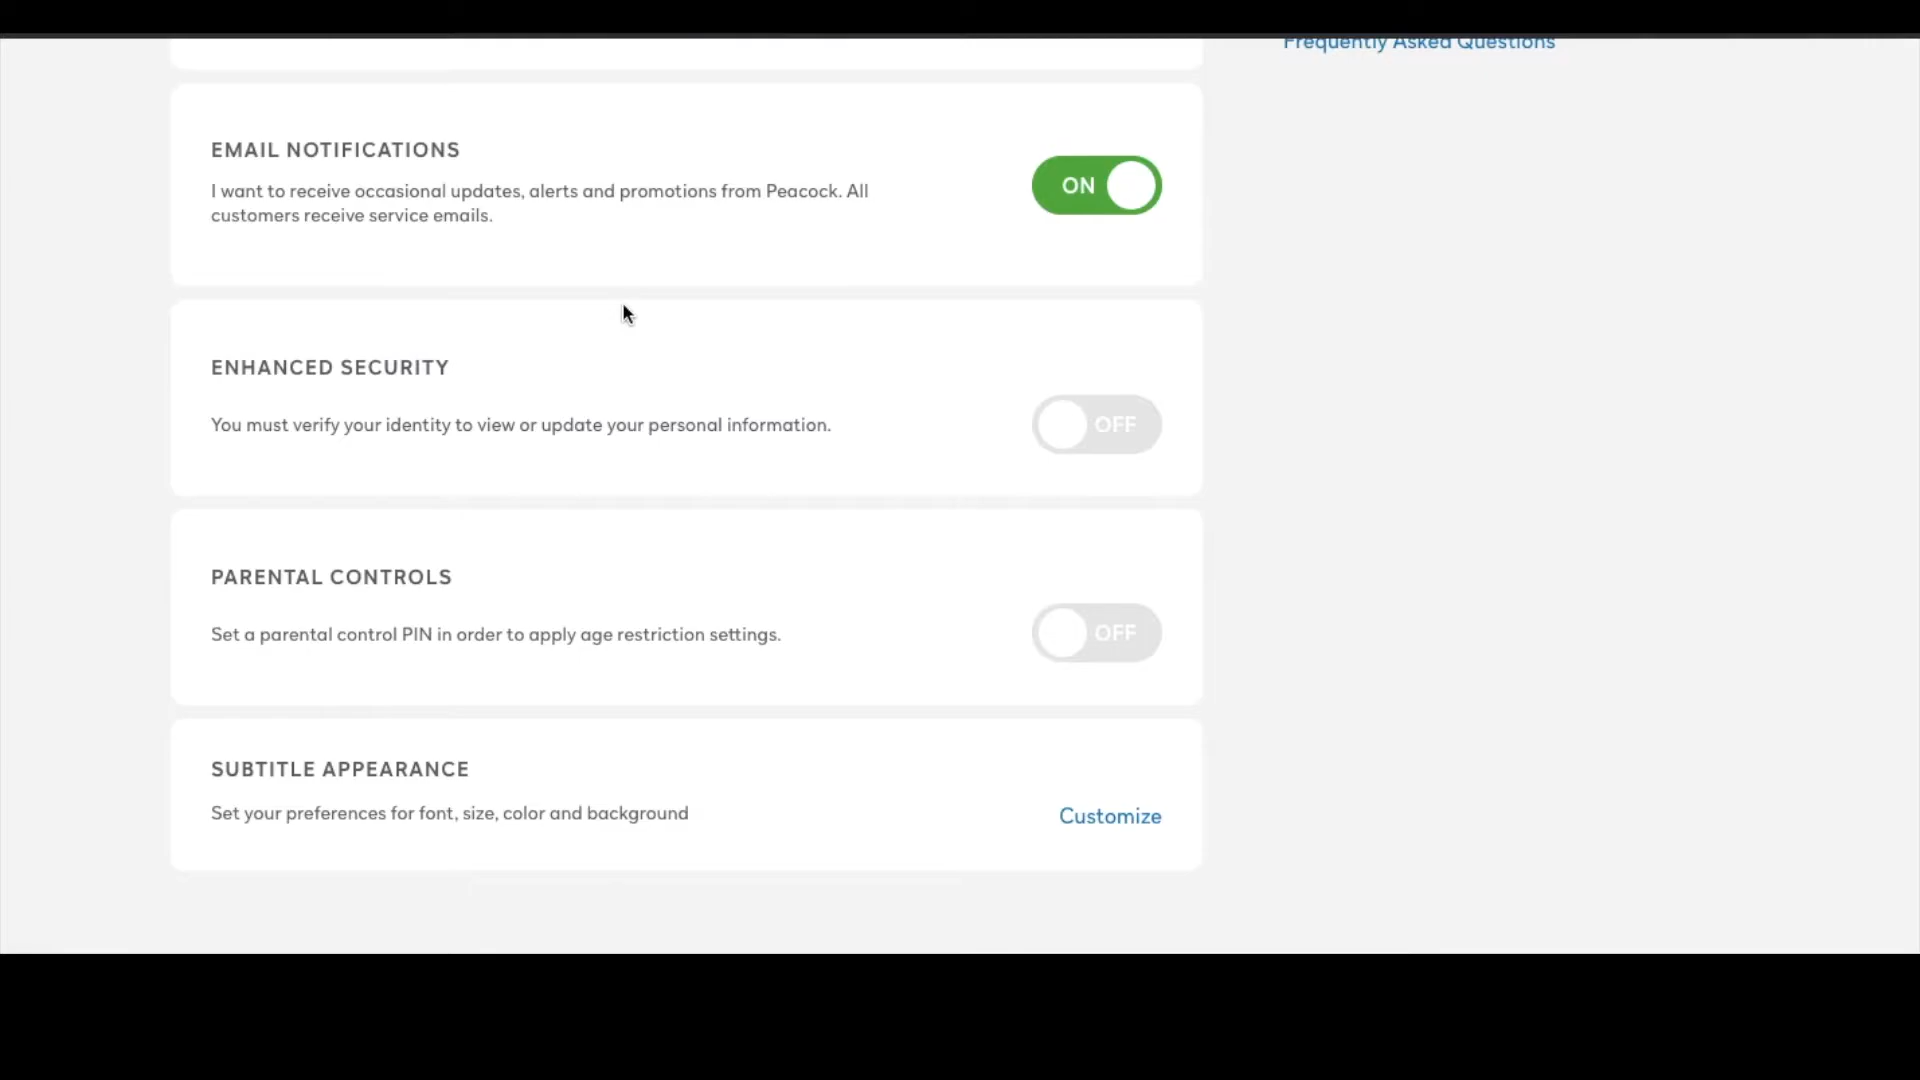 Frequently Asked Questions
EMAIL NOTIFICATIONS
I want to receive occasional updates, alerts and promotions from Peacock. All
customers receive service emails.
ON
ENHANCED SECURITY
You must verify your identity to view or update your personal information.
OFF
PARENTAL CONTROLS
Set a parental control PIN in order to apply age restriction settings.
OFF
SUBTITLE APPEARANCE
Set your preferences for font, size, color and background
Customize